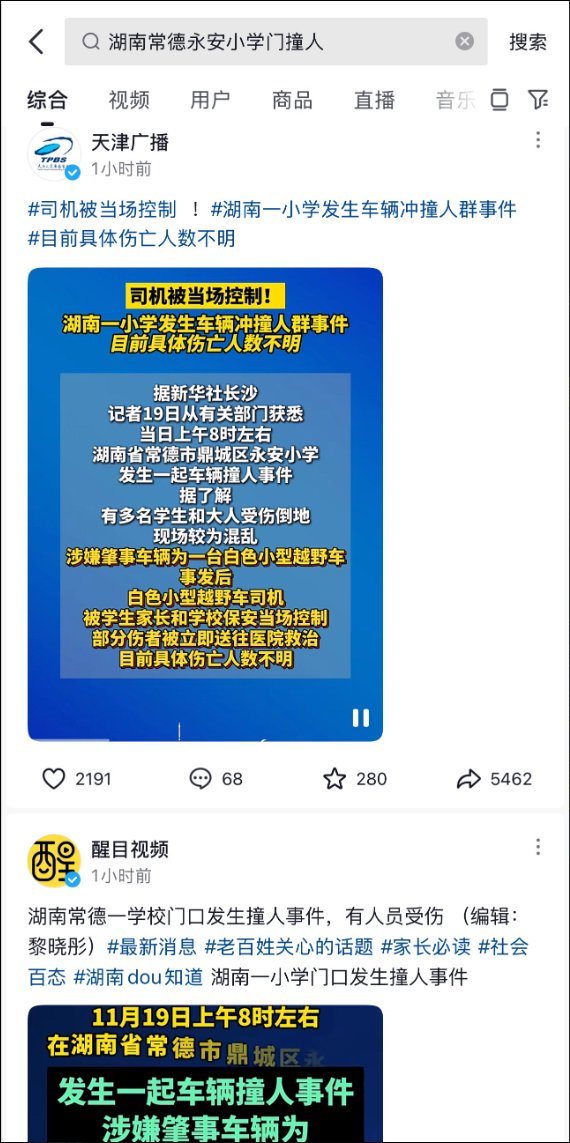 湖南常德永安小学门撞人
搜索
综合 视频 用户 商品 直播 音乐
TPBS
天津广播
1小时前
#司机被当场控制 ！#湖南一小学发生车辆冲撞人群事件
#目前具体伤亡人数不明
司机被当场控制！
湖南一小学发生车辆冲撞人群事件
目前具体伤亡人数不明
据新华社长沙
记者19日从有关部门获悉
当日上午8时左右
湖南省常德市鼎城区永安小学
发生一起车辆撞人事件
据了解
有多名学生和大人受伤倒地
现场较为混乱
涉嫌肇事车辆为一台白色小型越野车
事发后
白色小型越野车司机
被学生家长和学校保安当场控制
部分伤者被立即送往医院救治
目前具体伤亡人数不明
2191 68 280 5462
醒
醒目视频
1小时前
湖南常德一学校门口发生撞人事件，有人员受伤 （编辑：
黎晓彤）#最新消息 #老百姓关心的话题 #家长必读 #社会
百态 #湖南dou知道 湖南一小学门口发生撞人事件
11月19日上午8时左右
在湖南省常德市鼎城区永
发生一起车辆撞人事件
涉嫌肇事车辆为